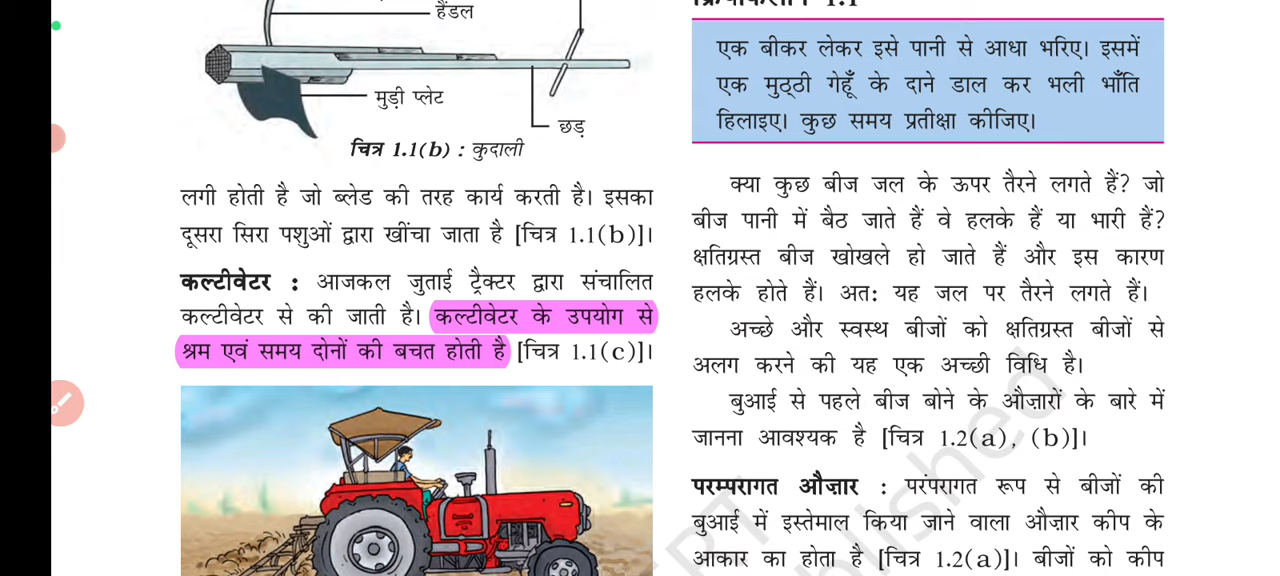 हैंडल
मुड़ी प्लेट
छड़
चित्र 1.1(b) : कुदाली
लगी होती है जो ब्लेड की तरह कार्य करती है। इसका
दूसरा सिरा पशुओं द्वारा खींचा जाता है [चित्र 1.1(b)]।
कल्टीवेटर : आजकल जुताई ट्रैक्टर द्वारा संचालित
कल्टीवेटर से की जाती है। कल्टीवेटर के उपयोग से
श्रम एवं समय दोनों की बचत होती है [चित्र 1.1(c)]।
एक बीकर लेकर इसे पानी से आधा भरिए। इसमें
एक मुठ्ठी गेहूँ के दाने डाल कर भली भाँति
हिलाइए। कुछ समय प्रतीक्षा कीजिए।
क्या कुछ बीज जल के ऊपर तैरने लगते हैं? जो
बीज पानी में बैठ जाते हैं वे हलके हैं या भारी हैं?
क्षतिग्रस्त बीज खोखले हो जाते हैं और इस कारण
हलके होते हैं। अत: यह जल पर तैरने लगते हैं।
अच्छे और स्वस्थ बीजों को क्षतिग्रस्त बीजों से
अलग करने की यह एक अच्छी विधि है।
बुआई से पहले बीज बोने के औज़ारों के बारे में
जानना आवश्यक है [चित्र 1.2(a), (b)]।
परम्परागत औज़ार : परंपरागत रूप से बीजों की
बुआई में इस्तेमाल किया जाने वाला औज़ार कीप के
आकार का होता है [चित्र 1.2(a)]। बीजों को कीप